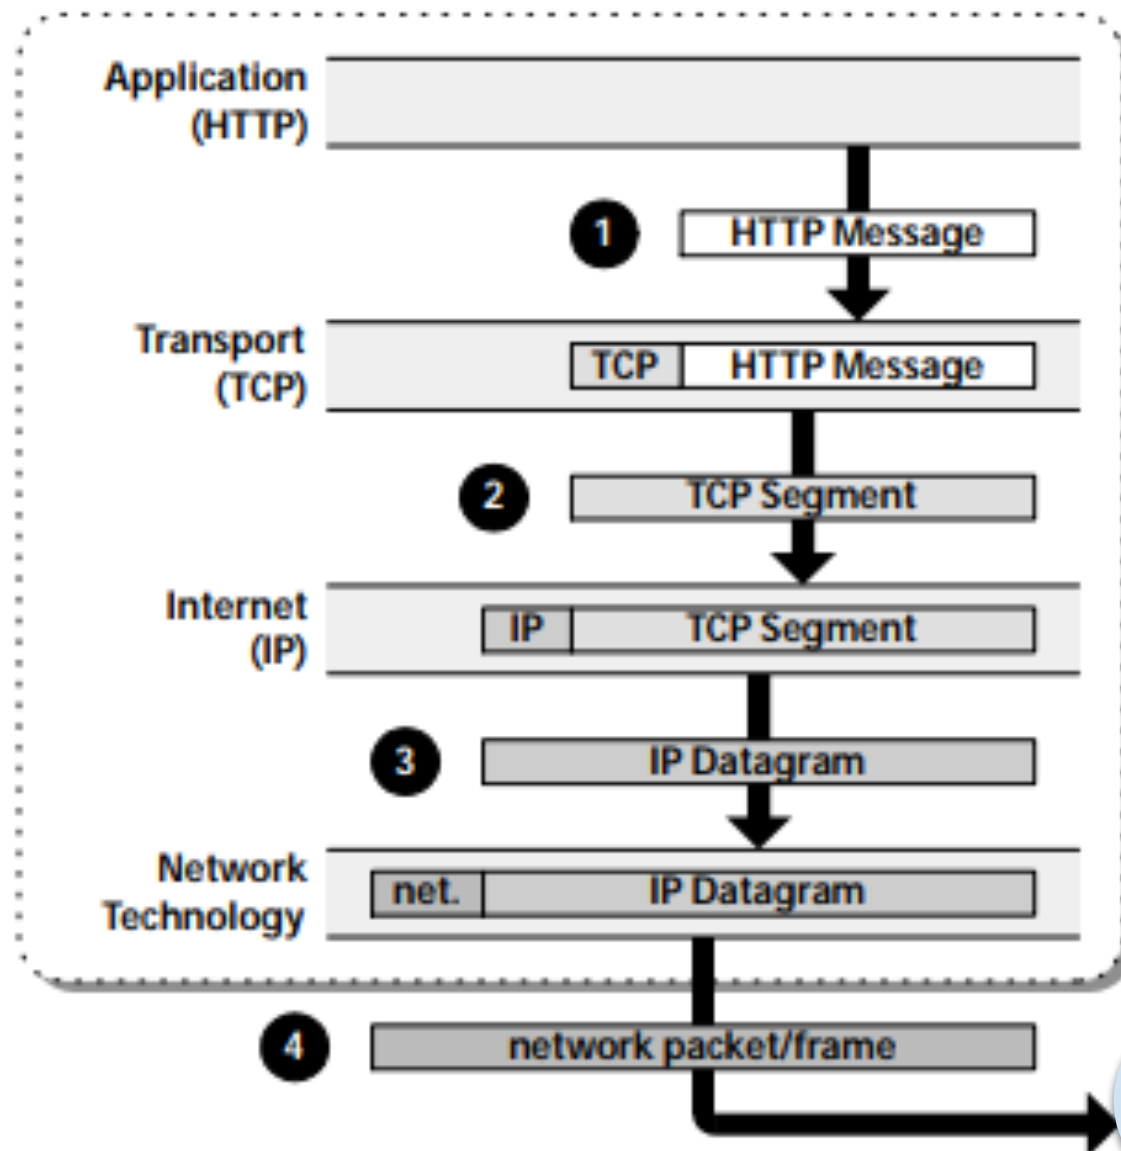 Application
(HTTP)
1 HTTP Message
Transport
(TCP)
TCP HTTP Message
2 TCP Segment
Internet
(IP)
IP TCP Segment
3 IP Datagram
Network
Technology
net. IP Datagram
4 network packet/frame